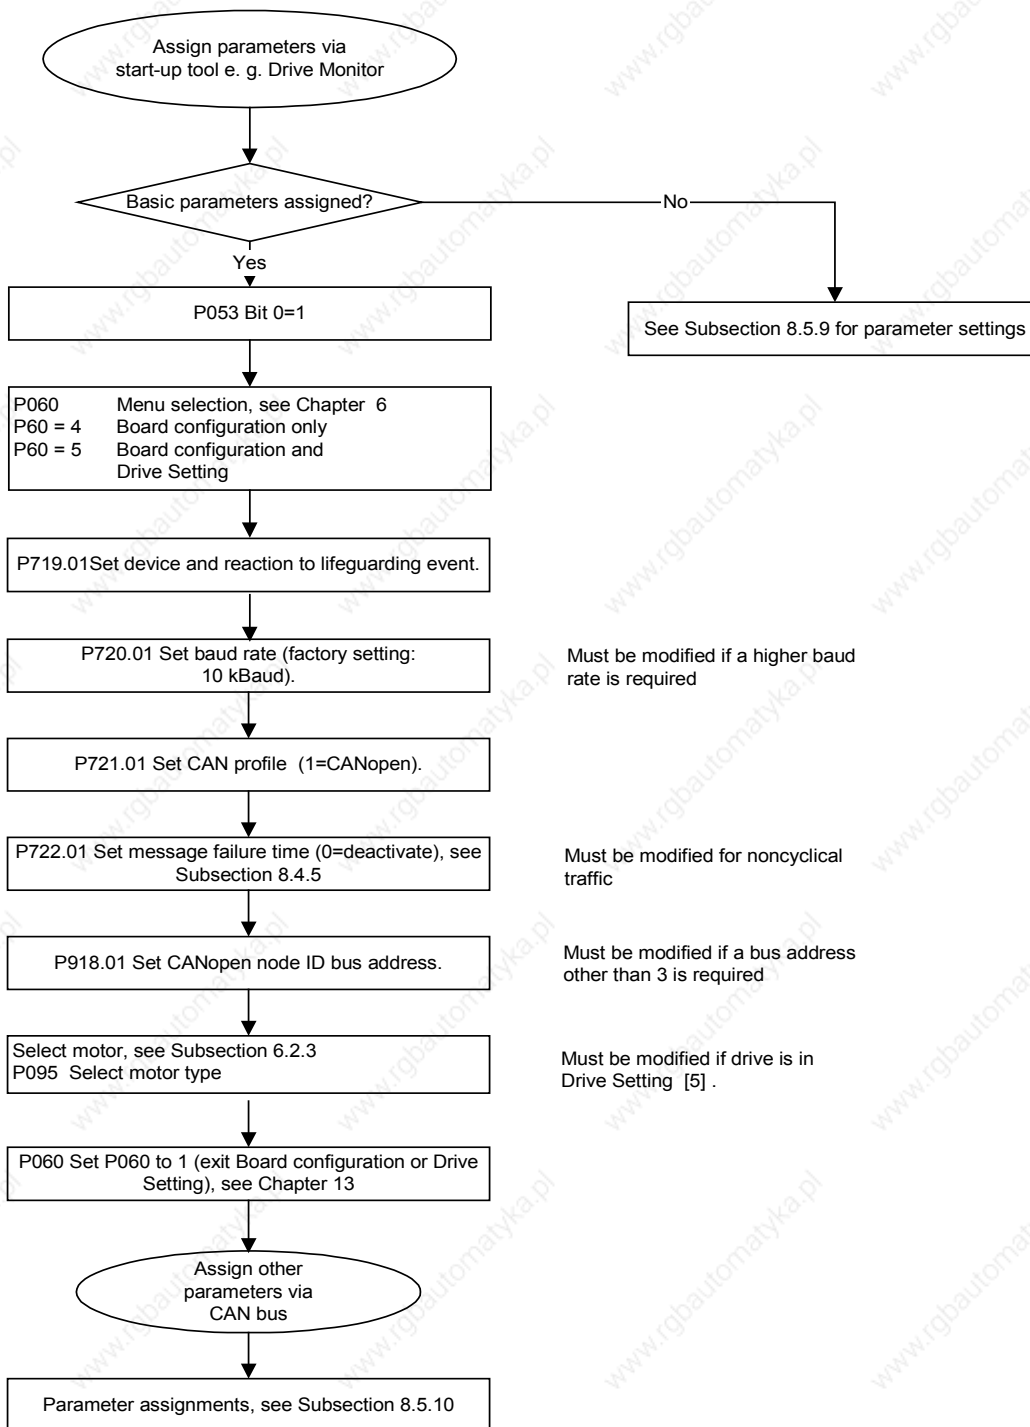 Assign parameters via
start-up tool e. g. Drive Monitor
Basic parameters assigned?
No
Yes
P053 Bit 0=1
See Subsection 8.5.9 for parameter settings
P060 Menu selection, see Chapter 6
P60 = 4 Board configuration only
P60 = 5 Board configuration and
Drive Setting
P719.01Set device and reaction to lifeguarding event.
P720.01 Set baud rate (factory setting:
10 kBaud).
Must be modified if a higher baud
rate is required
P721.01 Set CAN profile (1=CANopen).
P722.01 Set message failure time (0=deactivate), see
Subsection 8.4.5
Must be modified for noncyclical
traffic
P918.01 Set CANopen node ID bus address.
Must be modified if a bus address
other than 3 is required
Select motor, see Subsection 6.2.3
P095 Select motor type
Must be modified if drive is in
Drive Setting [5] .
P060 Set P060 to 1 (exit Board configuration or Drive
Setting), see Chapter 13
Assign other
parameters via
CAN bus
Parameter assignments, see Subsection 8.5.10
www.rgbautomatyka.pl